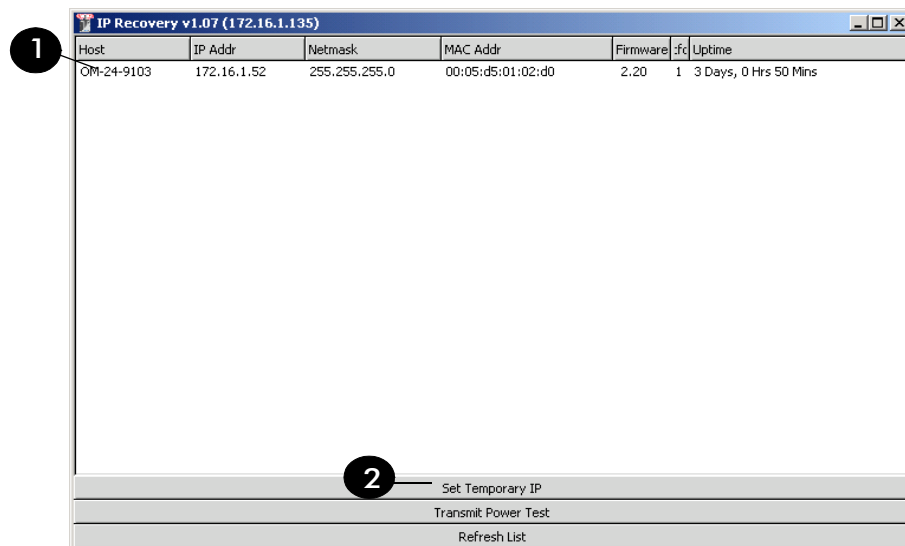 IP Recovery v1.07 (172.16.1.135)
1
Host IP Addr Netmask MAC Addr Firmware :fc Uptime
OM-24-9103 172.16.1.52 255.255.255.0 00:05:d5:01:02:d0 2.20 1 3 Days, 0 Hrs 50 Mins
2
Set Temporary IP
Transmit Power Test
Refresh List